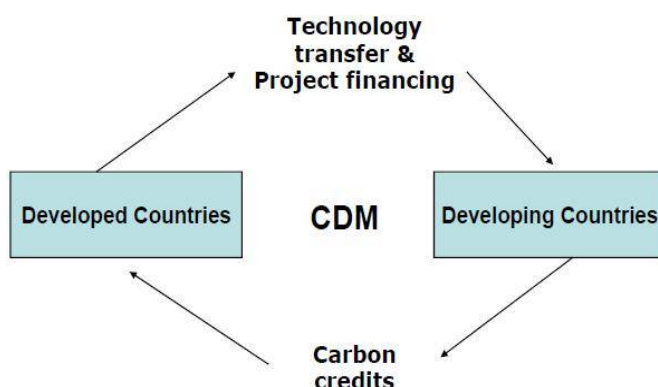 Technology
transfer &
Project financing
Developed Countries
CDM
Developing Countries
Carbon
credits